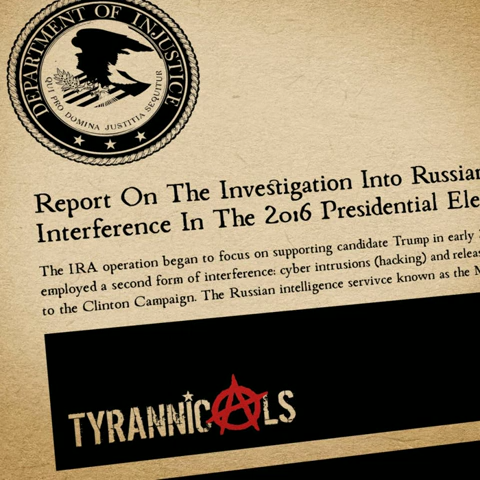 DEPARTMENT OF INJUSTICE
QUI PRO DOMINA JUSTITIA SEQUITUR
Report On The Investigation Into Russian
Interference In The 2016 Presidential Ele
The IRA operation began to focus on supporting candidate Trump in early
employed a second form of interference: cyber intrusions (hacking) and relea
to the Clinton Campaign. The Russian intelligence servivce known as the M
TYRANNICALS